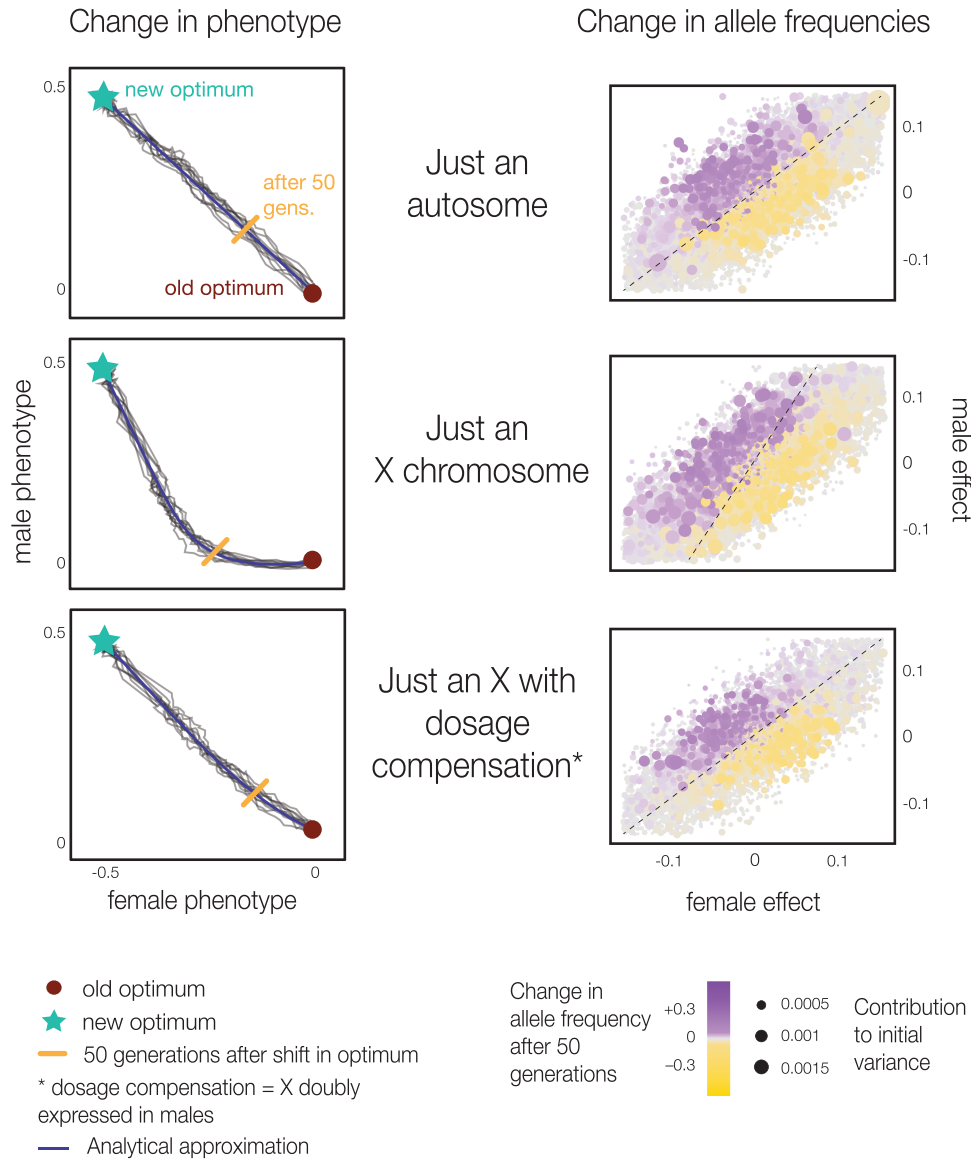 Change in phenotype
Change in allele frequencies
0.5
new optimum
after 50
gens.
old optimum
0
Just an
autosome
0.1
0
-0.1
0.5
0
Just an
X chromosome
0.1
0
-0.1
male phenotype
male effect
0.5
0
-0.5
0
female phenotype
Just an X with
dosage
compensation*
0.1
0
-0.1
-0.1
0
0.1
female effect
old optimum
new optimum
50 generations after shift in optimum
* dosage compensation = X doubly
expressed in males
Analytical approximation
Change in
allele frequency
after 50
generations
+0.3
0
−0.3
0.0005
0.001
0.0015
Contribution
to initial
variance